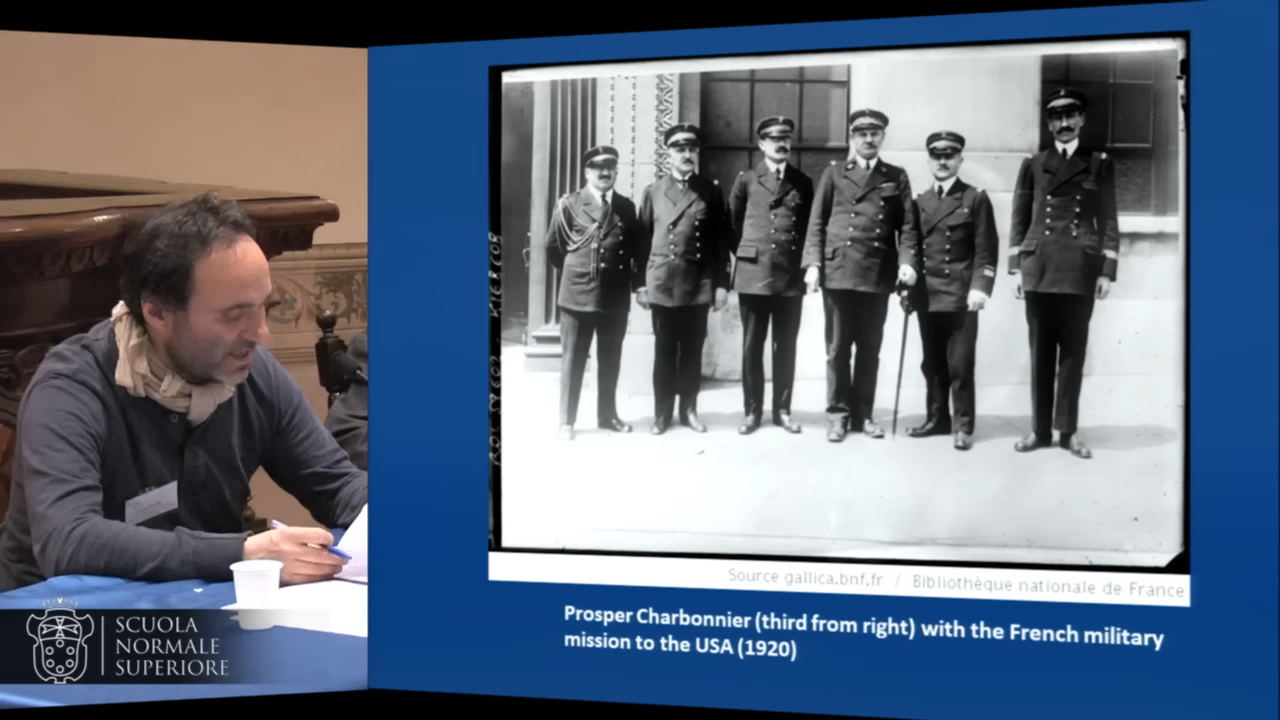 Source gallica.bnf.fr / Bibliothèque nationale de France
Prosper Charbonnier (third from right) with the French military
mission to the USA (1920)
SCUOLA
NORMALE
SUPERIORE